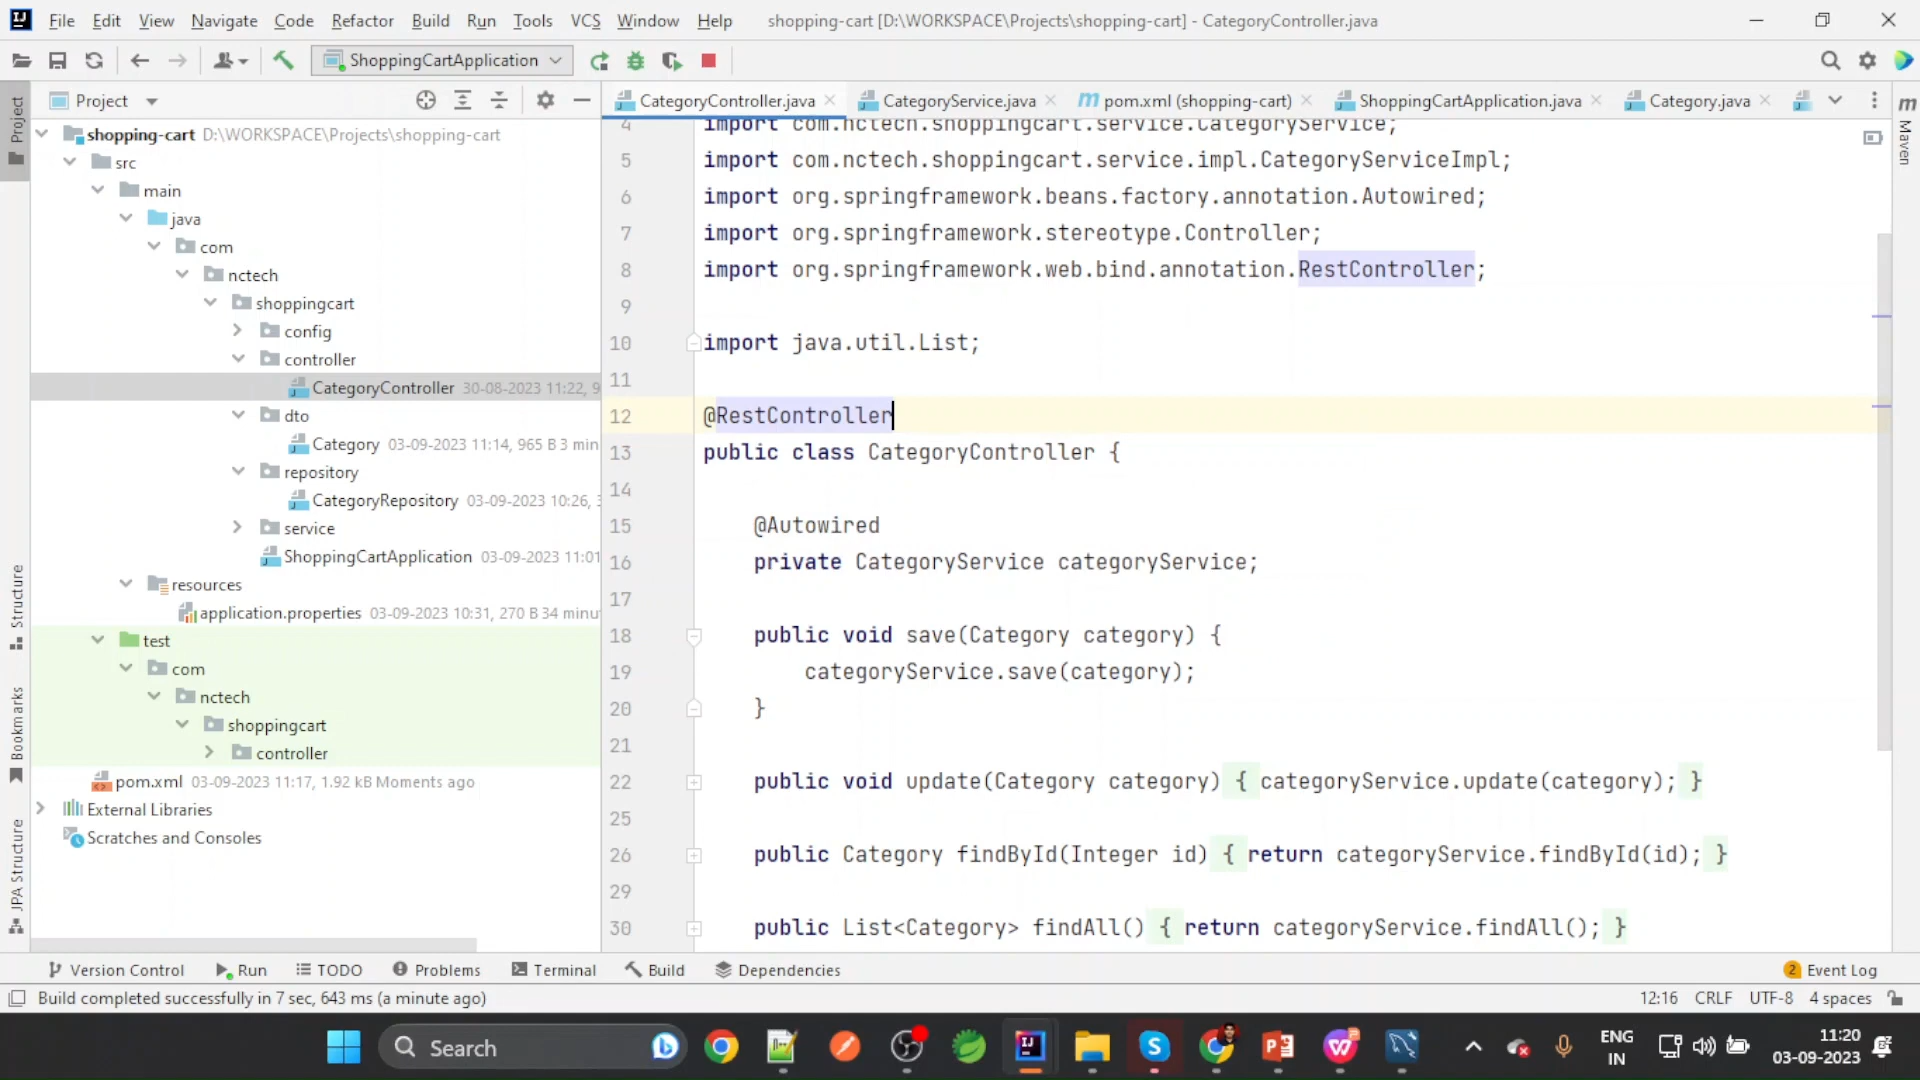 File Edit View Navigate Code Refactor Build Run Tools VCS Window Help shopping-cart [D:\WORKSPACE\Projects\shopping-cart] - CategoryController.java
ShoppingCartApplication
Project
CategoryController.java CategoryService.java pom.xml (shopping-cart) ShoppingCartApplication.java Category.java
Project
Structure
Bookmarks
JPA Structure
Maven
shopping-cart D:\WORKSPACE\Projects\shopping-cart
src
main
java
com
nctech
shoppingcart
config
controller
CategoryController 30-08-2023 11:22, 9
dto
Category 03-09-2023 11:14, 965 B 3 min
repository
CategoryRepository 03-09-2023 10:26, 3
service
ShoppingCartApplication 03-09-2023 11:01
resources
application.properties 03-09-2023 10:31, 270 B 34 minu
test
com
nctech
shoppingcart
controller
pom.xml 03-09-2023 11:17, 1.92 kB Moments ago
External Libraries
Scratches and Consoles
4 import com.nctech.shoppingcart.service.CategoryService;
5 import com.nctech.shoppingcart.service.impl.CategoryServiceImpl;
6 import org.springframework.beans.factory.annotation.Autowired;
7 import org.springframework.stereotype.Controller;
8 import org.springframework.web.bind.annotation.RestController;
9
10 import java.util.List;
11
12 @RestController
13 public class CategoryController {
14
15 @Autowired
16 private CategoryService categoryService;
17
18 public void save(Category category) {
19 categoryService.save(category);
20 }
21
22 public void update(Category category) { categoryService.update(category); }
25
26 public Category findById(Integer id) { return categoryService.findById(id); }
29
30 public List<Category> findAll() { return categoryService.findAll(); }
Version Control Run TODO Problems Terminal Build Dependencies 2 Event Log
Build completed successfully in 7 sec, 643 ms (a minute ago) 12:16 CRLF UTF-8 4 spaces
Search
ENG
IN
11:20
03-09-2023